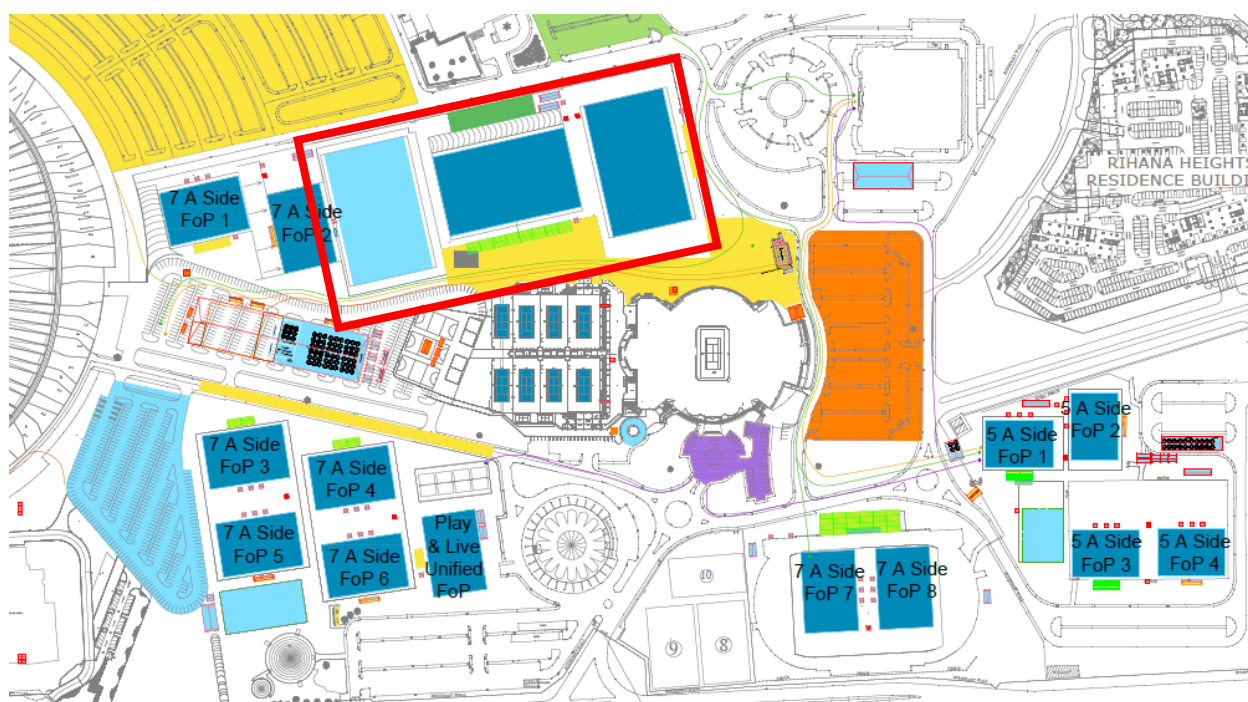 RIHANA HEIGHTS
RESIDENCE BUILDI
7 A Side
FoP 1
7 A Side
FoP 2
7 A Side
FoP 3
7 A Side
FoP 4
7 A Side
FoP 5
7 A Side
FoP 6
Play
& Live
Unified
FoP
5 A Side
FoP 1
5 A Side
FoP 2
5 A Side
FoP 3
5 A Side
FoP 4
7 A Side
FoP 7
7 A Side
FoP 8
10
9
8